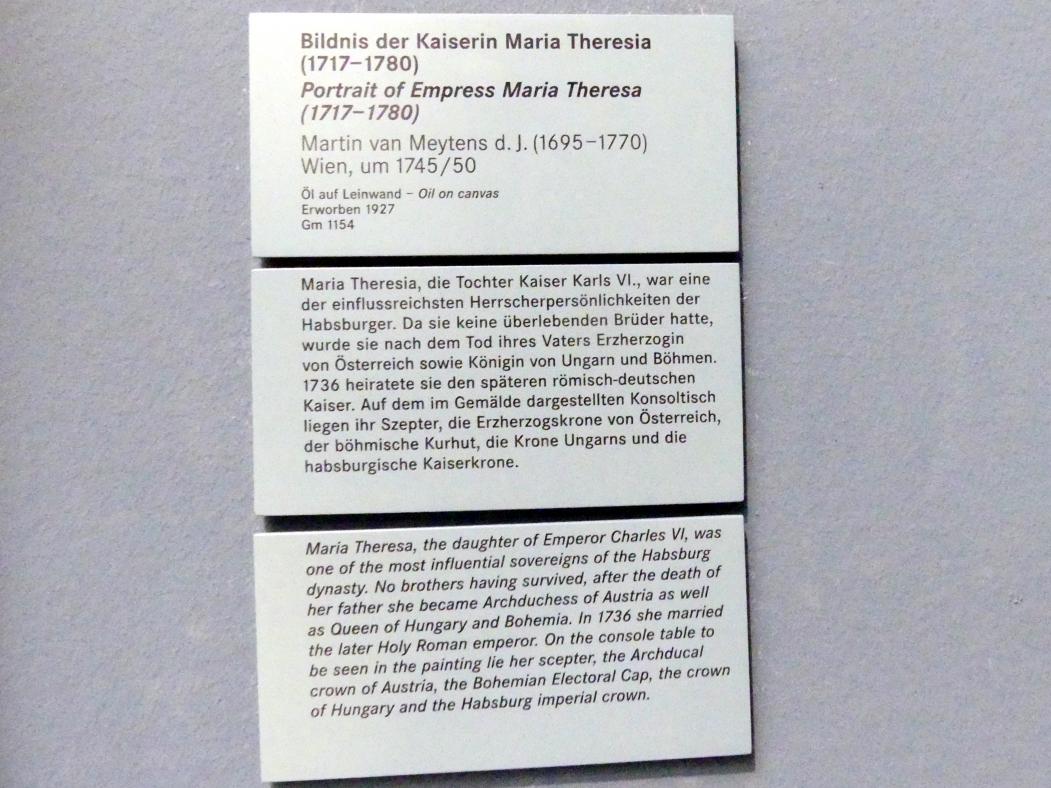 Bildnis der Kaiserin Maria Theresia
(1717–1780)
Portrait of Empress Maria Theresa
(1717–1780)
Martin van Meytens d. J. (1695–1770)
Wien, um 1745/50
Öl auf Leinwand – Oil on canvas
Erworben 1927
Gm 1154
Maria Theresia, die Tochter Kaiser Karls VI., war eine
der einflussreichsten Herrscherpersönlichkeiten der
Habsburger. Da sie keine überlebenden Brüder hatte,
wurde sie nach dem Tod ihres Vaters Erzherzogin
von Österreich sowie Königin von Ungarn und Böhmen.
1736 heiratete sie den späteren römisch-deutschen
Kaiser. Auf dem im Gemälde dargestellten Konsoltisch
liegen ihr Szepter, die Erzherzogskrone von Österreich,
der böhmische Kurhut, die Krone Ungarns und die
habsburgische Kaiserkrone.
Maria Theresa, the daughter of Emperor Charles VI, was
one of the most influential sovereigns of the Habsburg
dynasty. No brothers having survived, after the death of
her father she became Archduchess of Austria as well
as Queen of Hungary and Bohemia. In 1736 she married
the later Holy Roman emperor. On the console table to
be seen in the painting lie her scepter, the Archducal
crown of Austria, the Bohemian Electoral Cap, the crown
of Hungary and the Habsburg imperial crown.